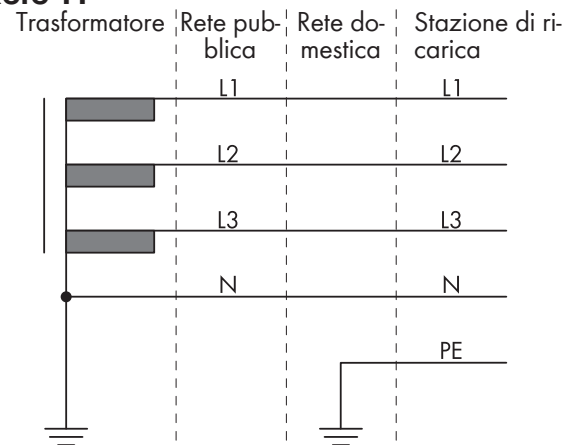 Trasformatore
Rete pub-
blica
Rete do-
mestica
Stazione di ri-
carica
L1
L1
L2
L2
L3
L3
N
N
PE